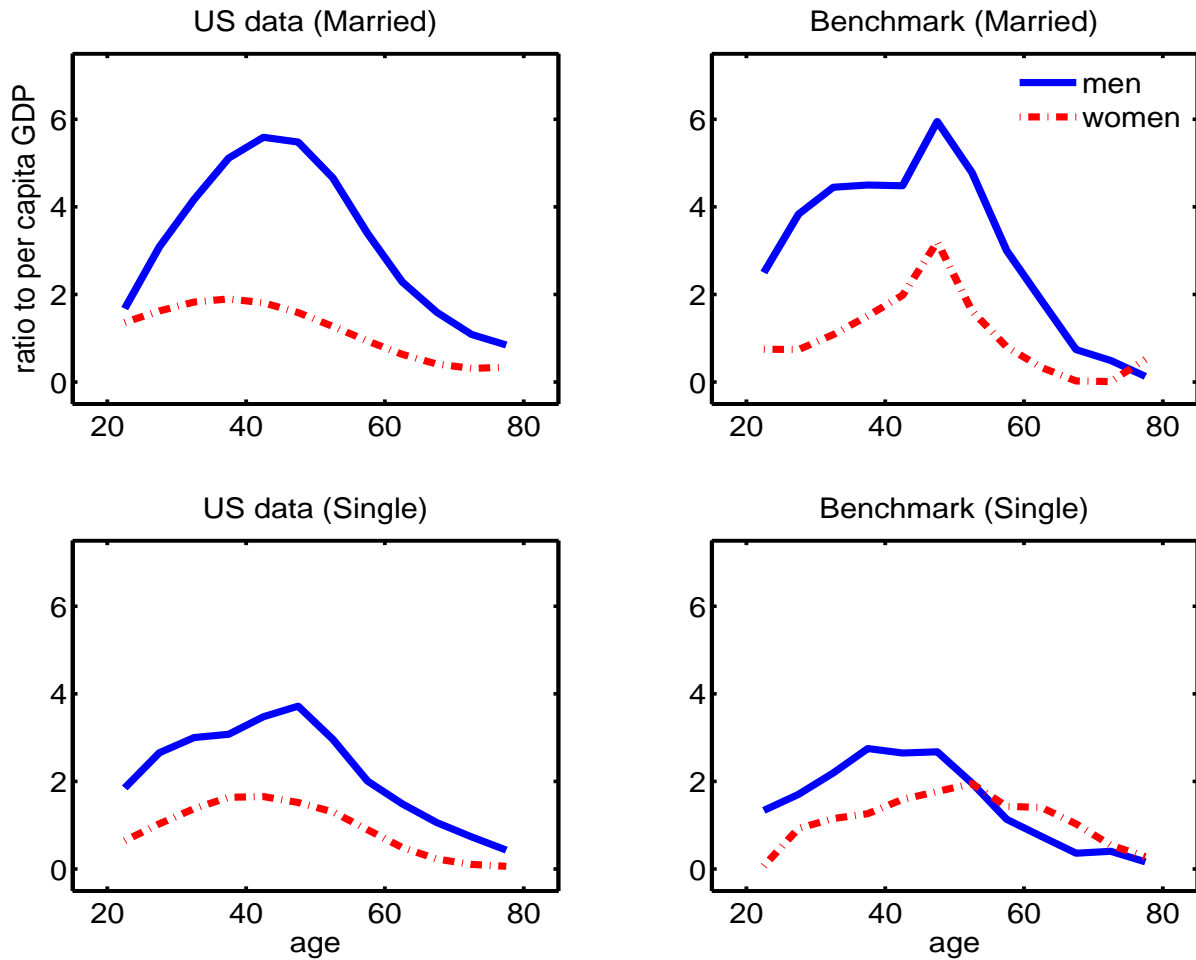 US data (Married)
Benchmark (Married)
ratio to per capita GDP
6
4
2
0
20 40 60 80
6
4
2
0
20 40 60 80
men
women
US data (Single)
Benchmark (Single)
6
4
2
0
20 40 60 80
age
6
4
2
0
20 40 60 80
age